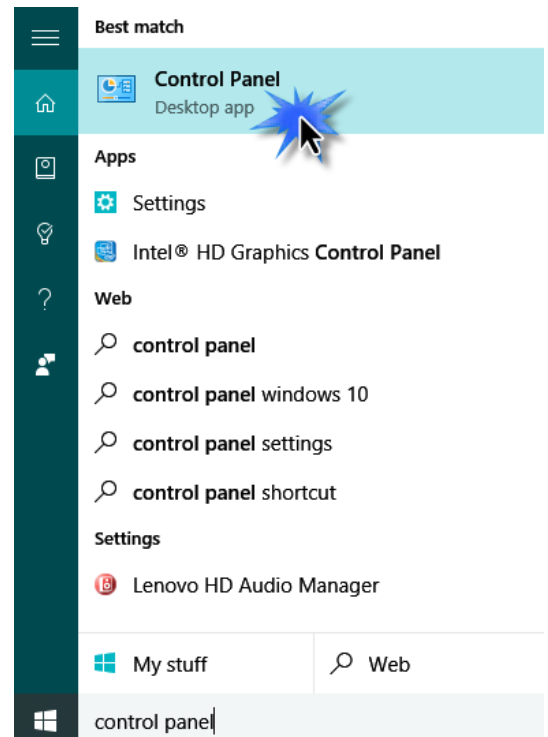 Best match
Control Panel
Desktop app
Apps
Settings
Intel® HD Graphics Control Panel
Web
control panel
control panel windows 10
control panel settings
control panel shortcut
Settings
Lenovo HD Audio Manager
My stuff
Web
control panel